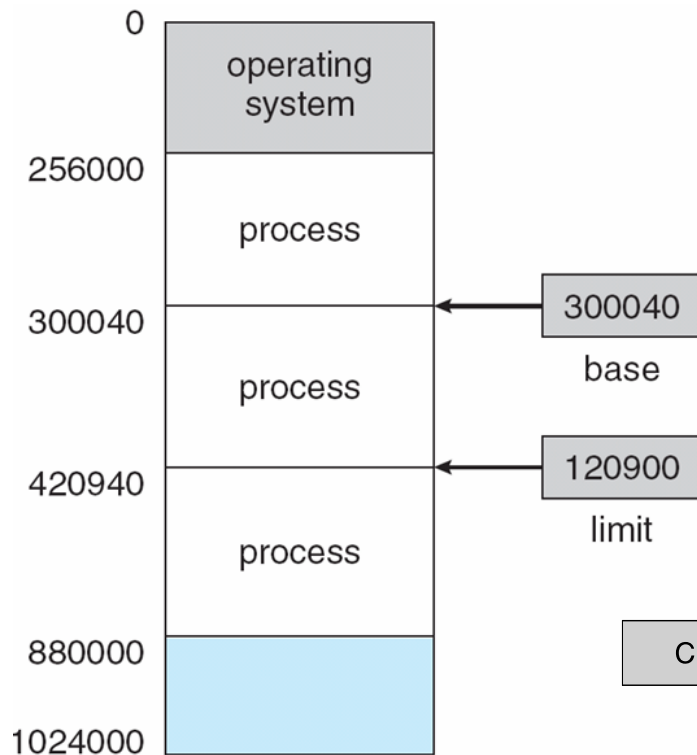 0
operating
system
256000
process
300040
300040
base
process
420940
120900
limit
process
880000
C
1024000